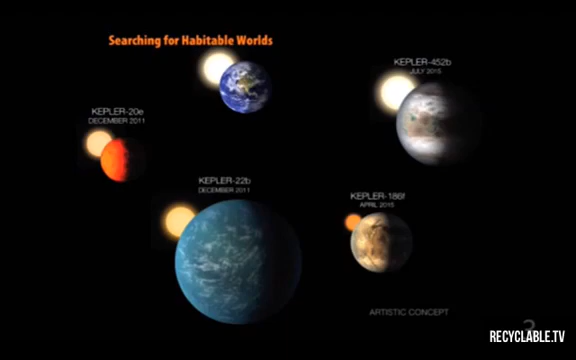 Searching for Habitable Worlds
KEPLER-452b
JULY 2015
KEPLER-20e
DECEMBER 2011
KEPLER-22b
DECEMBER 2011
KEPLER-186f
APRIL 2015
ARTISTIC CONCEPT
RECYCLABLE.TV